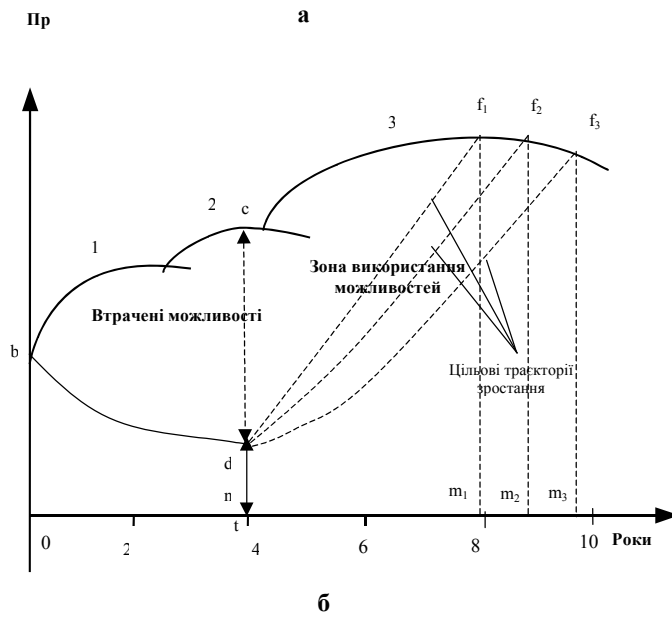 Пр
а
f₁
f₂
f₃
3
2
c
1
Зона використання
можливостей
Втрачені можливості
b
Цільові траєкторії
зростання
d
n
m₁
m₂
m₃
t
0
2
4
6
8
10
Роки
б